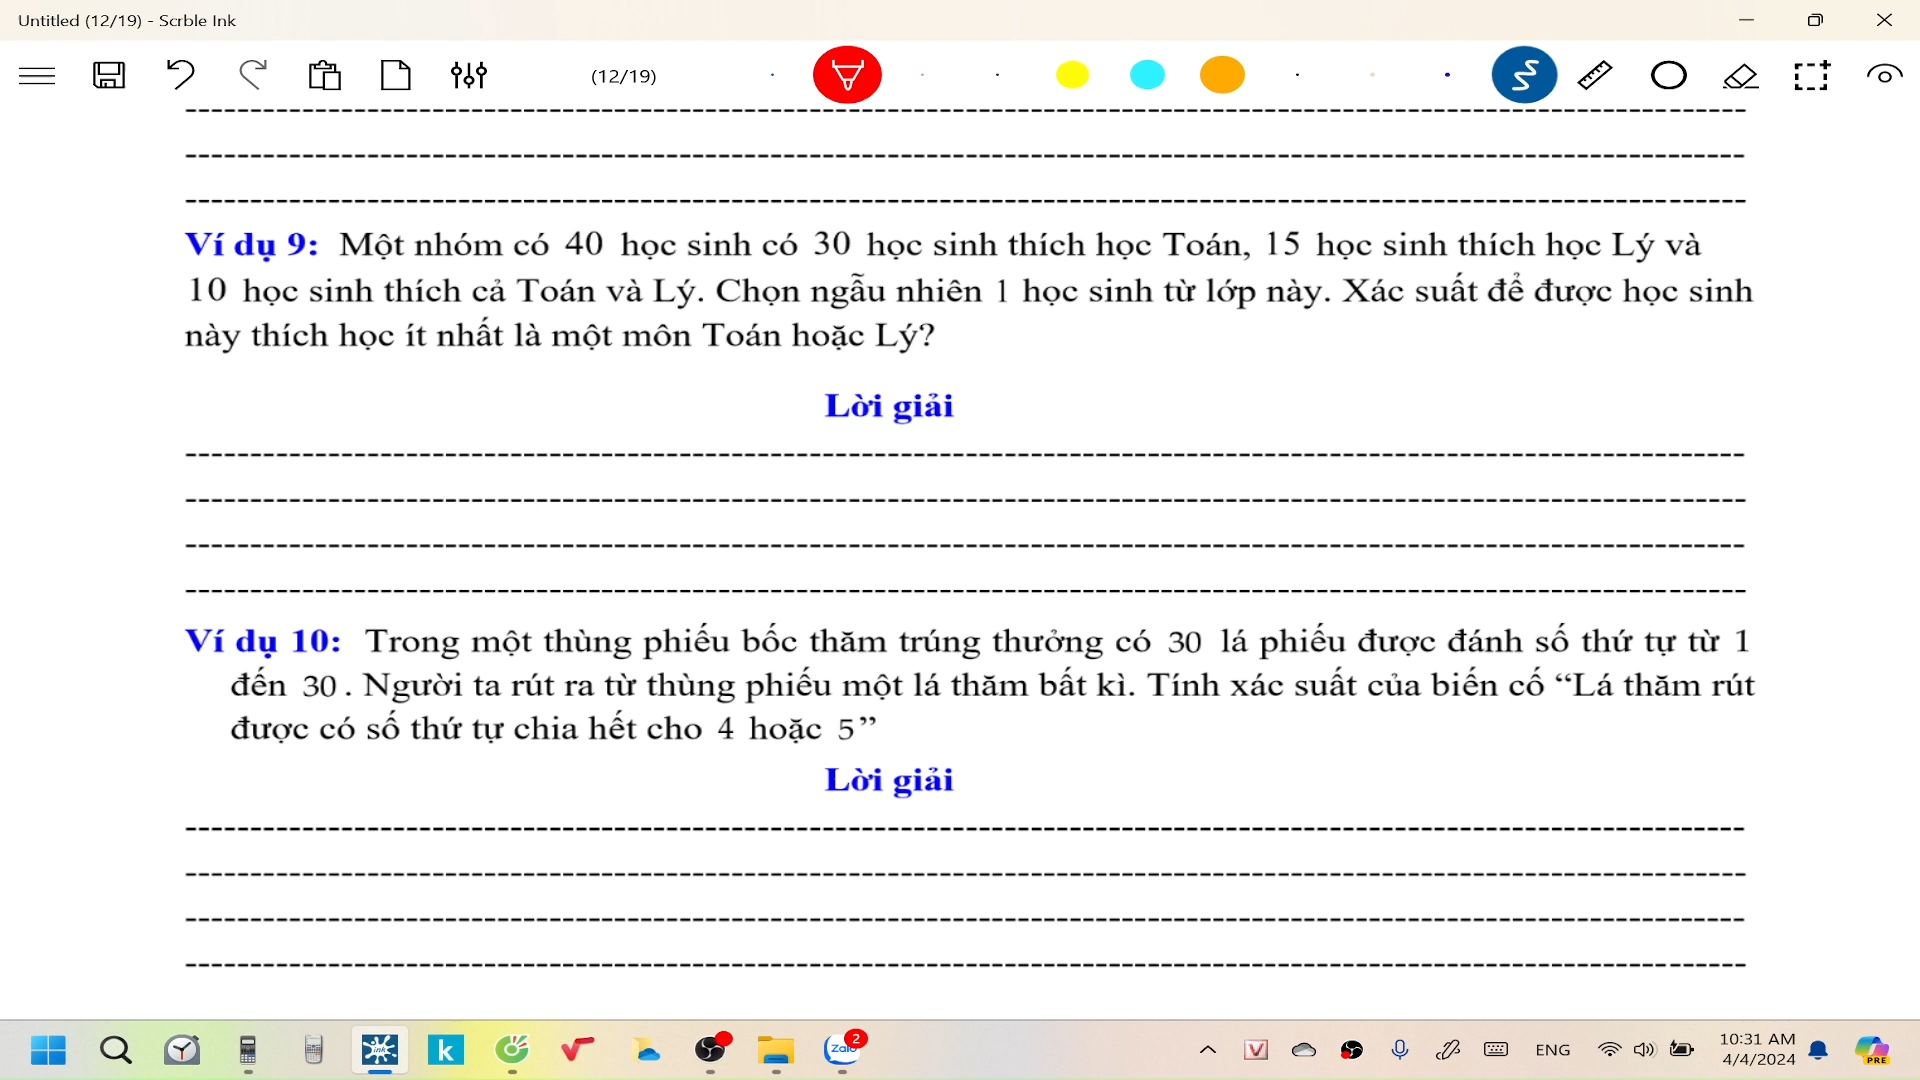 Untitled (12/19) - Scrble Ink
(12/19)
Ví dụ 9: Một nhóm có 40 học sinh có 30 học sinh thích học Toán, 15 học sinh thích học Lý và
10 học sinh thích cả Toán và Lý. Chọn ngẫu nhiên 1 học sinh từ lớp này. Xác suất để được học sinh
này thích học ít nhất là một môn Toán hoặc Lý?
Lời giải
Ví dụ 10: Trong một thùng phiếu bốc thăm trúng thưởng có 30 lá phiếu được đánh số thứ tự từ 1
đến 30. Người ta rút ra từ thùng phiếu một lá thăm bất kì. Tính xác suất của biến cố “Lá thăm rút
được có số thứ tự chia hết cho 4 hoặc 5”
Lời giải
ink
k
Zalo
2
V
ENG
10:31 AM
4/4/2024
PRE